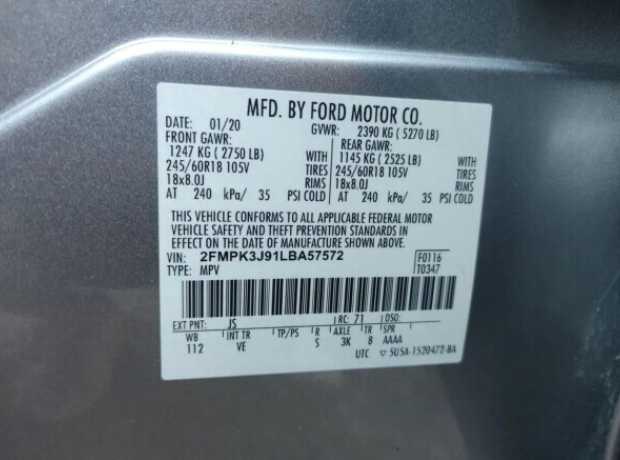 MFD. BY FORD MOTOR CO.
DATE: 01/20 GVWR: 2390 KG ( 5270 LB)
FRONT GAWR: REAR GAWR:
1247 KG ( 2750 LB) WITH 1145 KG ( 2525 LB) WITH
245/60R18 105V TIRES 245/60R18 105V TIRES
18x8.0J RIMS 18x8.0J RIMS
AT 240 kPa/ 35 PSI COLD AT 240 kPa/ 35 PSI COLD
THIS VEHICLE CONFORMS TO ALL APPLICABLE FEDERAL MOTOR
VEHICLE SAFETY AND THEFT PREVENTION STANDARDS IN
EFFECT ON THE DATE OF MANUFACTURE SHOWN ABOVE.
VIN: 2FMPK3J91LBA57572 F0116
TYPE: MPV T0347
EXT PNT: JS RC: 71 DSO:
WB INT TR TP/PS R AXLE TR SPR
112 VE S 3K 8 AAAA
UTC ▽ 5U5A-1520472-BA